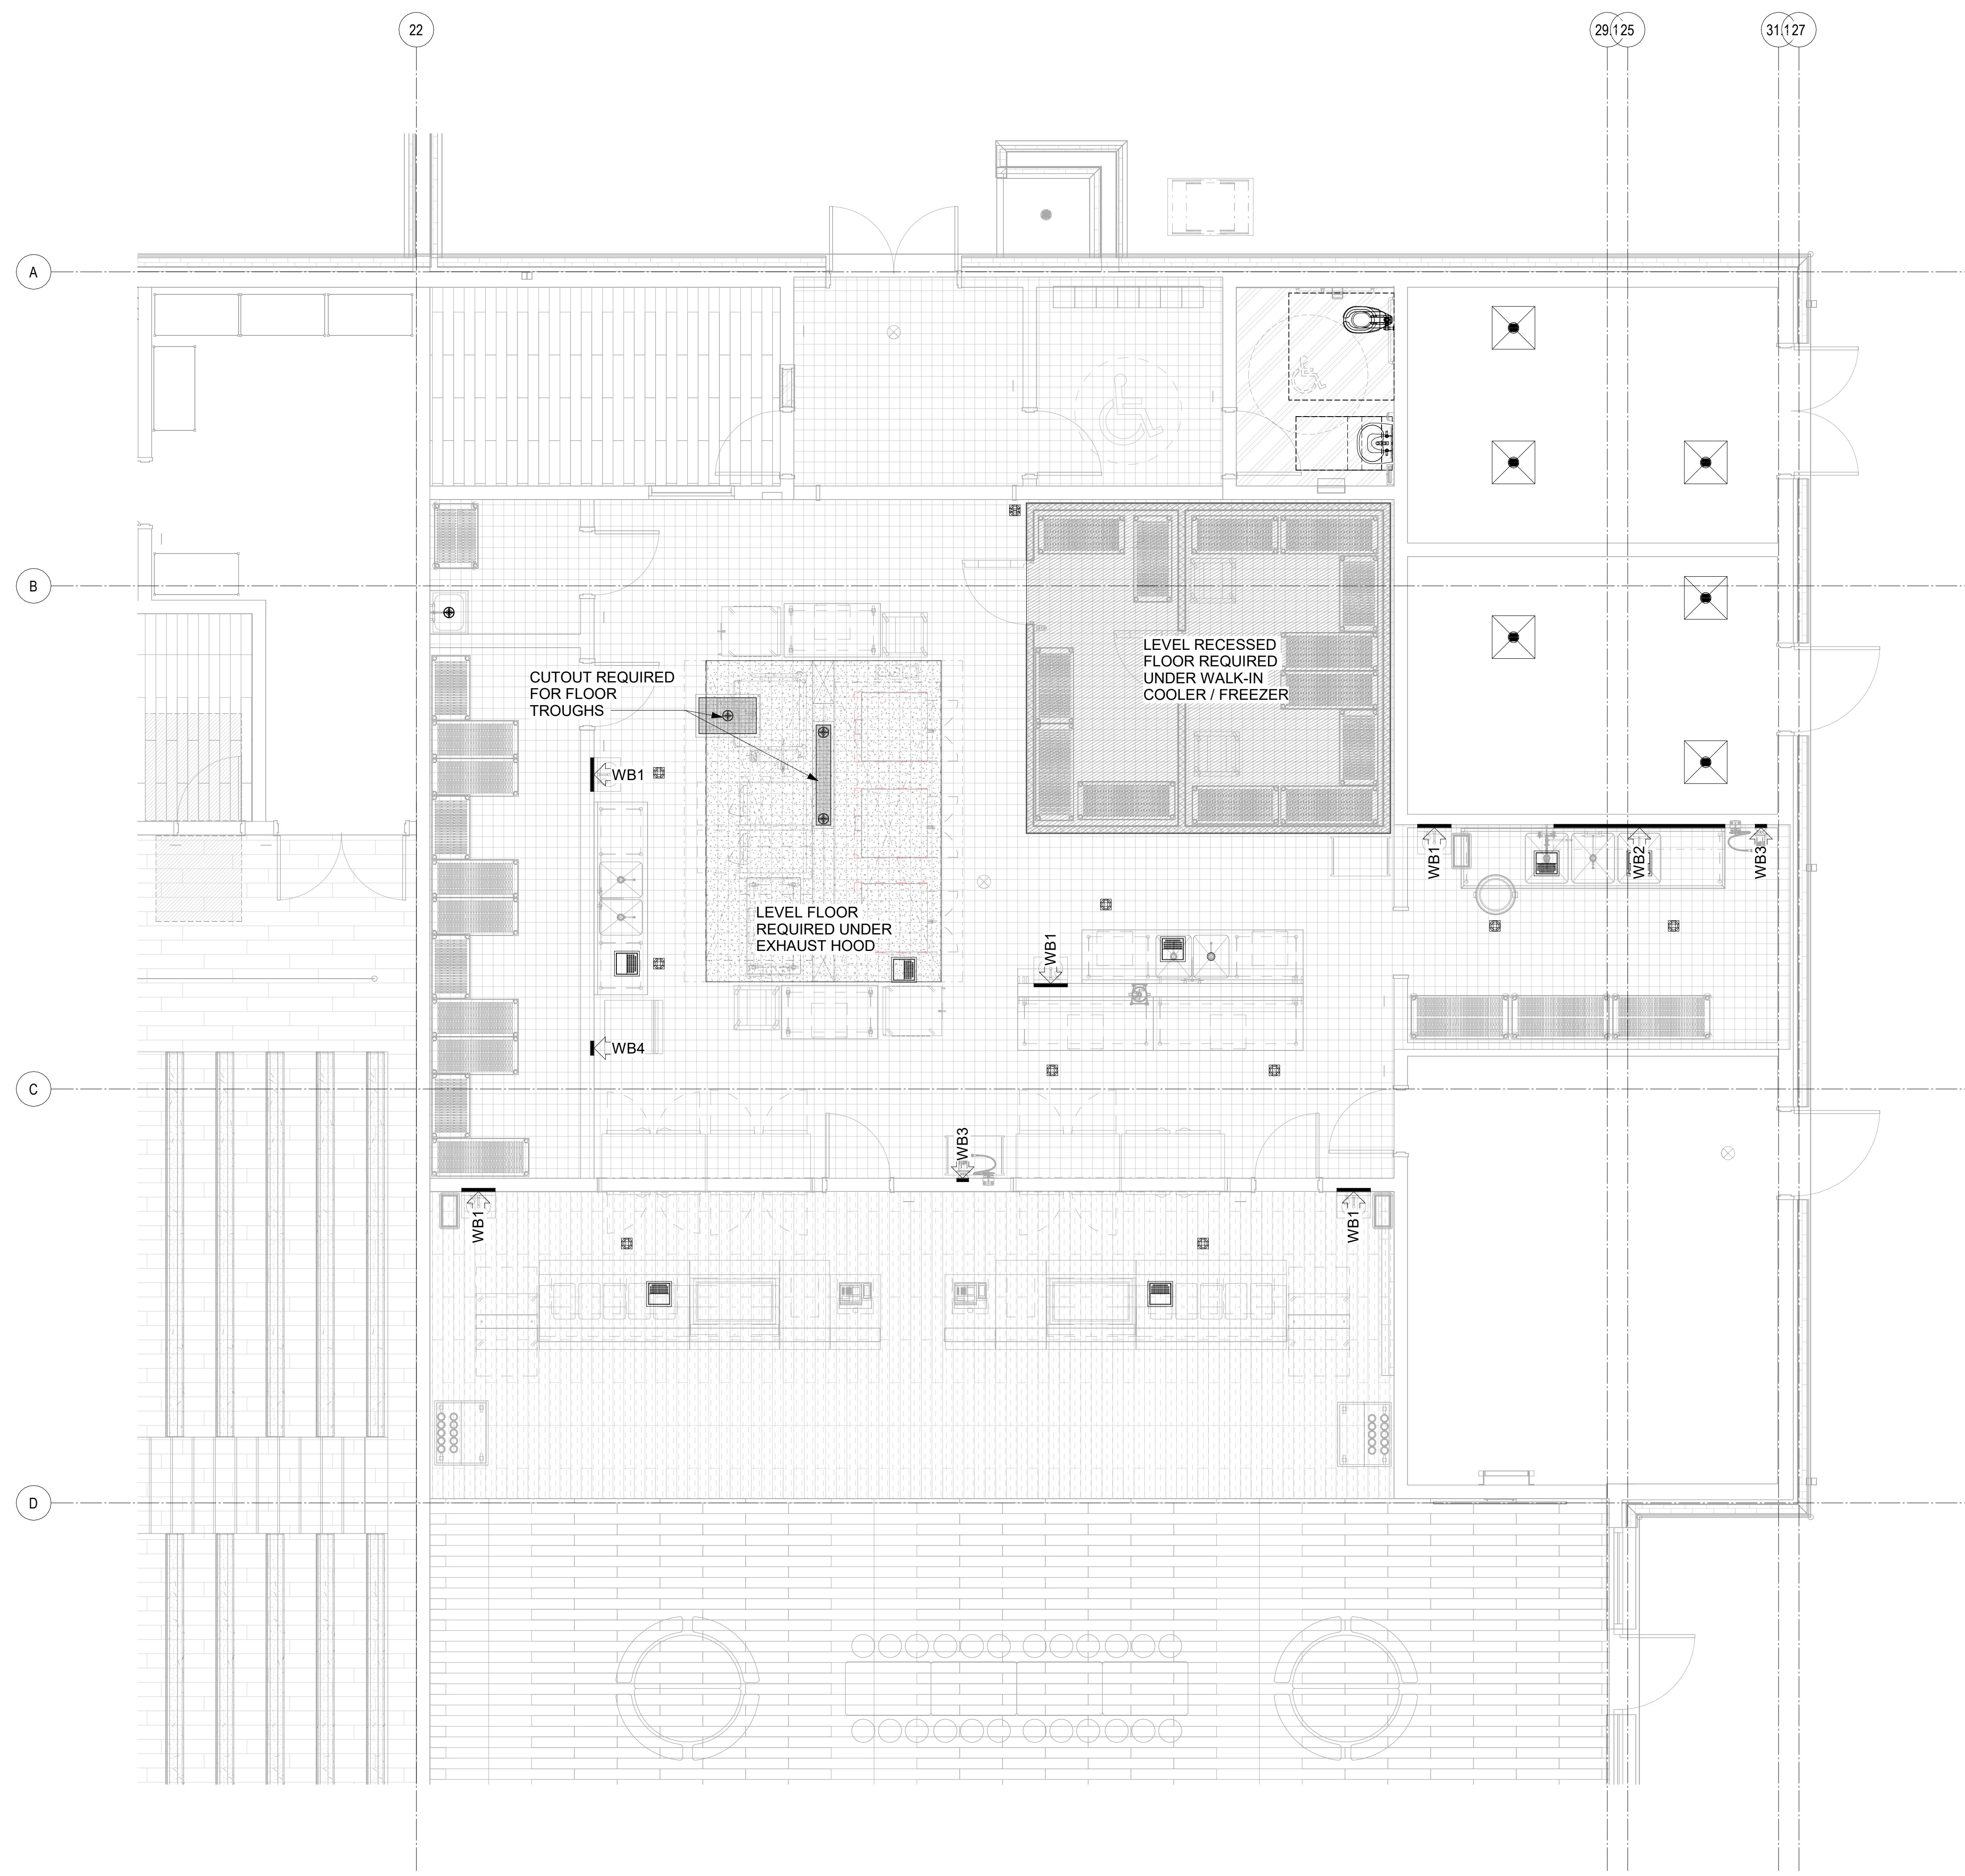 22
29.1
25
31.1
27
A
B
LEVEL RECESSED
FLOOR REQUIRED
UNDER WALK-IN
COOLER / FREEZER
CUTOUT REQUIRED
FOR FLOOR
TROUGHS
WB1
WB1
WB2
WB3
LEVEL FLOOR
REQUIRED UNDER
EXHAUST HOOD
WB1
WB4
C
WB3
WB1
WB1
D